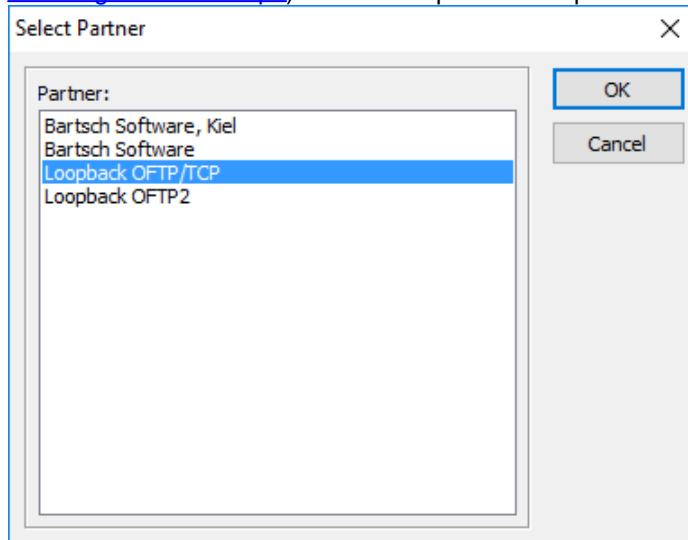 Select Partner
Partner:
OK
Cancel
Bartsch Software, Kiel
Bartsch Software
Loopback OFTP/TCP
Loopback OFTP2